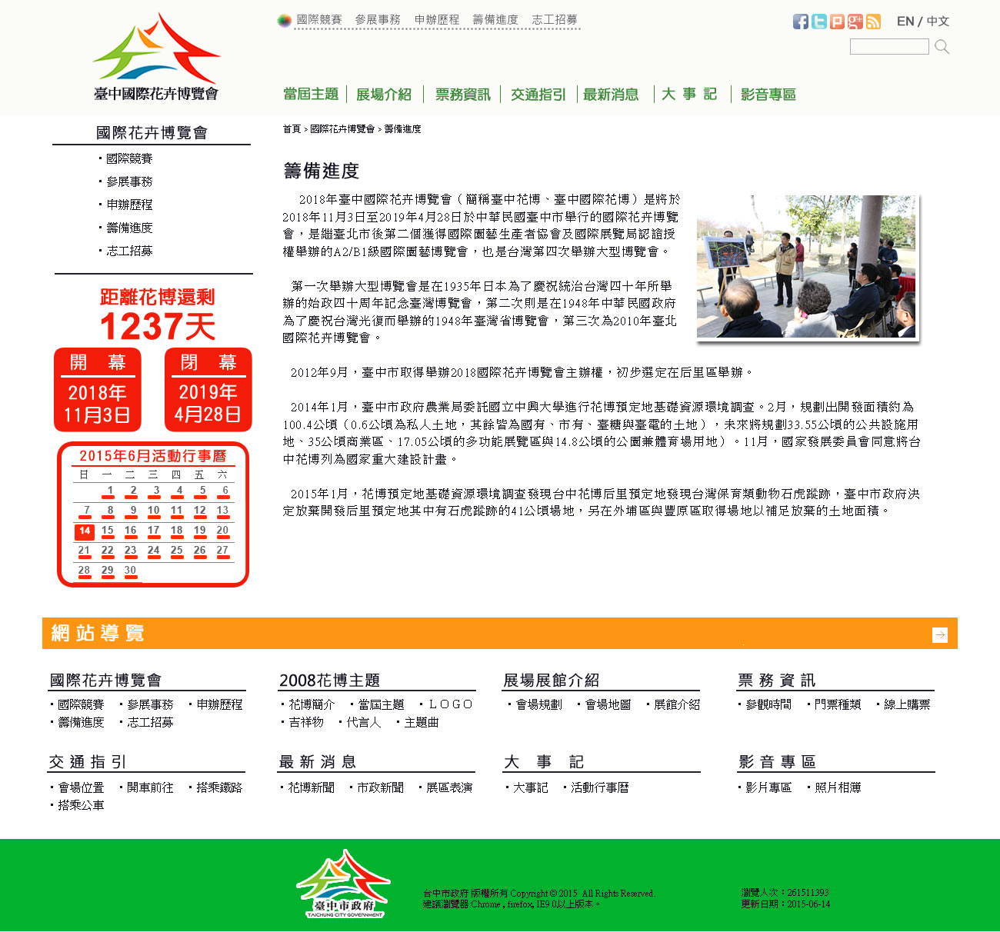 國際競賽 參展事務 申辦歷程 籌備進度 志工招募
EN / 中文
臺中國際花卉博覽會
當屆主題 展場介紹 票務資訊 交通指引 最新消息 大事記 影音專區
國際花卉博覽會
・國際競賽
・參展事務
・申辦歷程
・籌備進度
・志工招募
距離花博還剩
1237天
開 幕
2018年
11月3日
閉 幕
2019年
4月28日
2015年6月活動行事曆
日 一 二 三 四 五 六
1 2 3 4 5 6
7 8 9 10 11 12 13
14 15 16 17 18 19 20
21 22 23 24 25 26 27
28 29 30
首頁 > 國際花卉博覽會 > 籌備進度
籌備進度
2018年臺中國際花卉博覽會（簡稱臺中花博、臺中國際花博）是將於
2018年11月3日至2019年4月28日於中華民國臺中市舉行的國際花卉博覽
會，是繼臺北市後第二個獲得國際園藝生產者協會及國際展覽局認證授
權舉辦的A2/B1級國際園藝博覽會，也是台灣第四次舉辦大型博覽會。
第一次舉辦大型博覽會是在1935年日本為了慶祝統治台灣四十年所舉
辦的始政四十周年記念臺灣博覽會，第二次則是在1948年中華民國政府
為了慶祝台灣光復而舉辦的1948年臺灣省博覽會，第三次為2010年臺北
國際花卉博覽會。
2012年9月，臺中市取得舉辦2018國際花卉博覽會主辦權，初步選定在后里區舉辦。
2014年1月，臺中市政府農業局委託國立中興大學進行花博預定地基礎資源環境調查。2月，規劃出開發面積約為
100.4公頃（0.6公頃為私人土地，其餘皆為國有、市有、臺糖與臺電的土地），未來將規劃33.55公頃的公共設施用
地、35公頃商業區、17.05公頃的多功能展覽區與14.8公頃的公園兼體育場用地）。11月，國家發展委員會同意將台
中花博列為國家重大建設計畫。
2015年1月，花博預定地基礎資源環境調查發現台中花博后里預定地發現台灣保育類動物石虎蹤跡，臺中市政府決
定放棄開發后里預定地其中有石虎蹤跡的41公頃場地，另在外埔區與豐原區取得場地以補足放棄的土地面積。
網站導覽
國際花卉博覽會
・國際競賽 ・參展事務 ・申辦歷程
・籌備進度 ・志工招募
2008花博主題
・花博簡介 ・當屆主題 ・ＬＯＧＯ
・吉祥物 ・代言人 ・主題曲
展場展館介紹
・會場規劃 ・會場地圖 ・展館介紹
票務資訊
・參觀時間 ・門票種類 ・線上購票
交通指引
・會場位置 ・開車前往 ・搭乘鐵路
・搭乘公車
最新消息
・花博新聞 ・市政新聞 ・展區表演
大事記
・大事記 ・活動行事曆
影音專區
・影片專區 ・照片相簿
臺中市政府
TAICHUNG CITY GOVERNMENT
台中市政府 版權所有 Copyright © 2015 All Rights Reserved.
建議瀏覽器:Chrome , firefox, IE9.0以上版本。
瀏覽人次：261511393
更新日期：2015-06-14